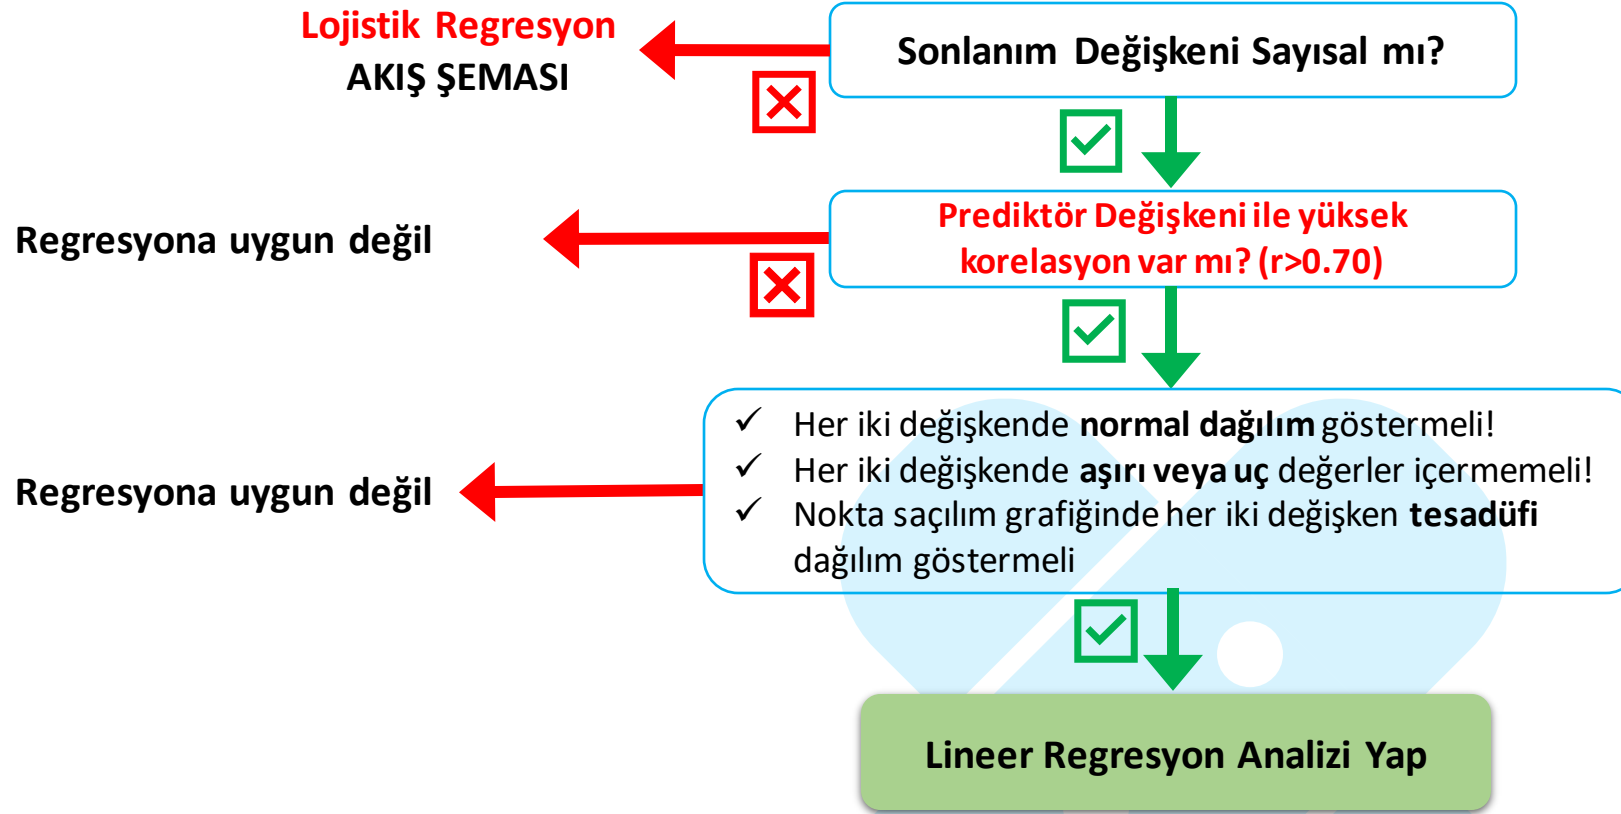 Lojistik Regresyon
AKIŞ ŞEMASI
Sonlanım Değişkeni Sayısal mı?
Regresyona uygun değil
Prediktör Değişkeni ile yüksek
korelasyon var mı? (r>0.70)
Regresyona uygun değil
✓ Her iki değişkende normal dağılım göstermeli!
✓ Her iki değişkende aşırı veya uç değerler içermemeli!
✓ Nokta saçılım grafiğinde her iki değişken tesadüfi
dağılım göstermeli
Lineer Regresyon Analizi Yap